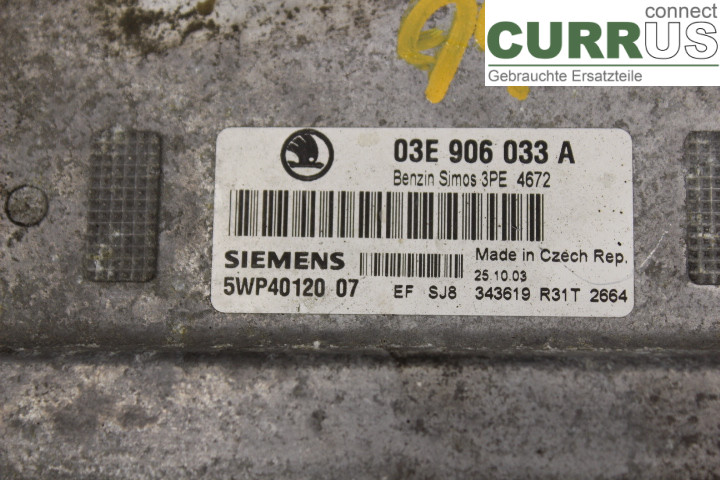 connect
CURRUS
Gebrauchte Ersatzteile
03E 906 033 A
Benzin Simos 3PE 4672
SIEMENS
Made in Czech Rep.
25.10.03
5WP40120 07
EF SJ8 343619 R31T 2664